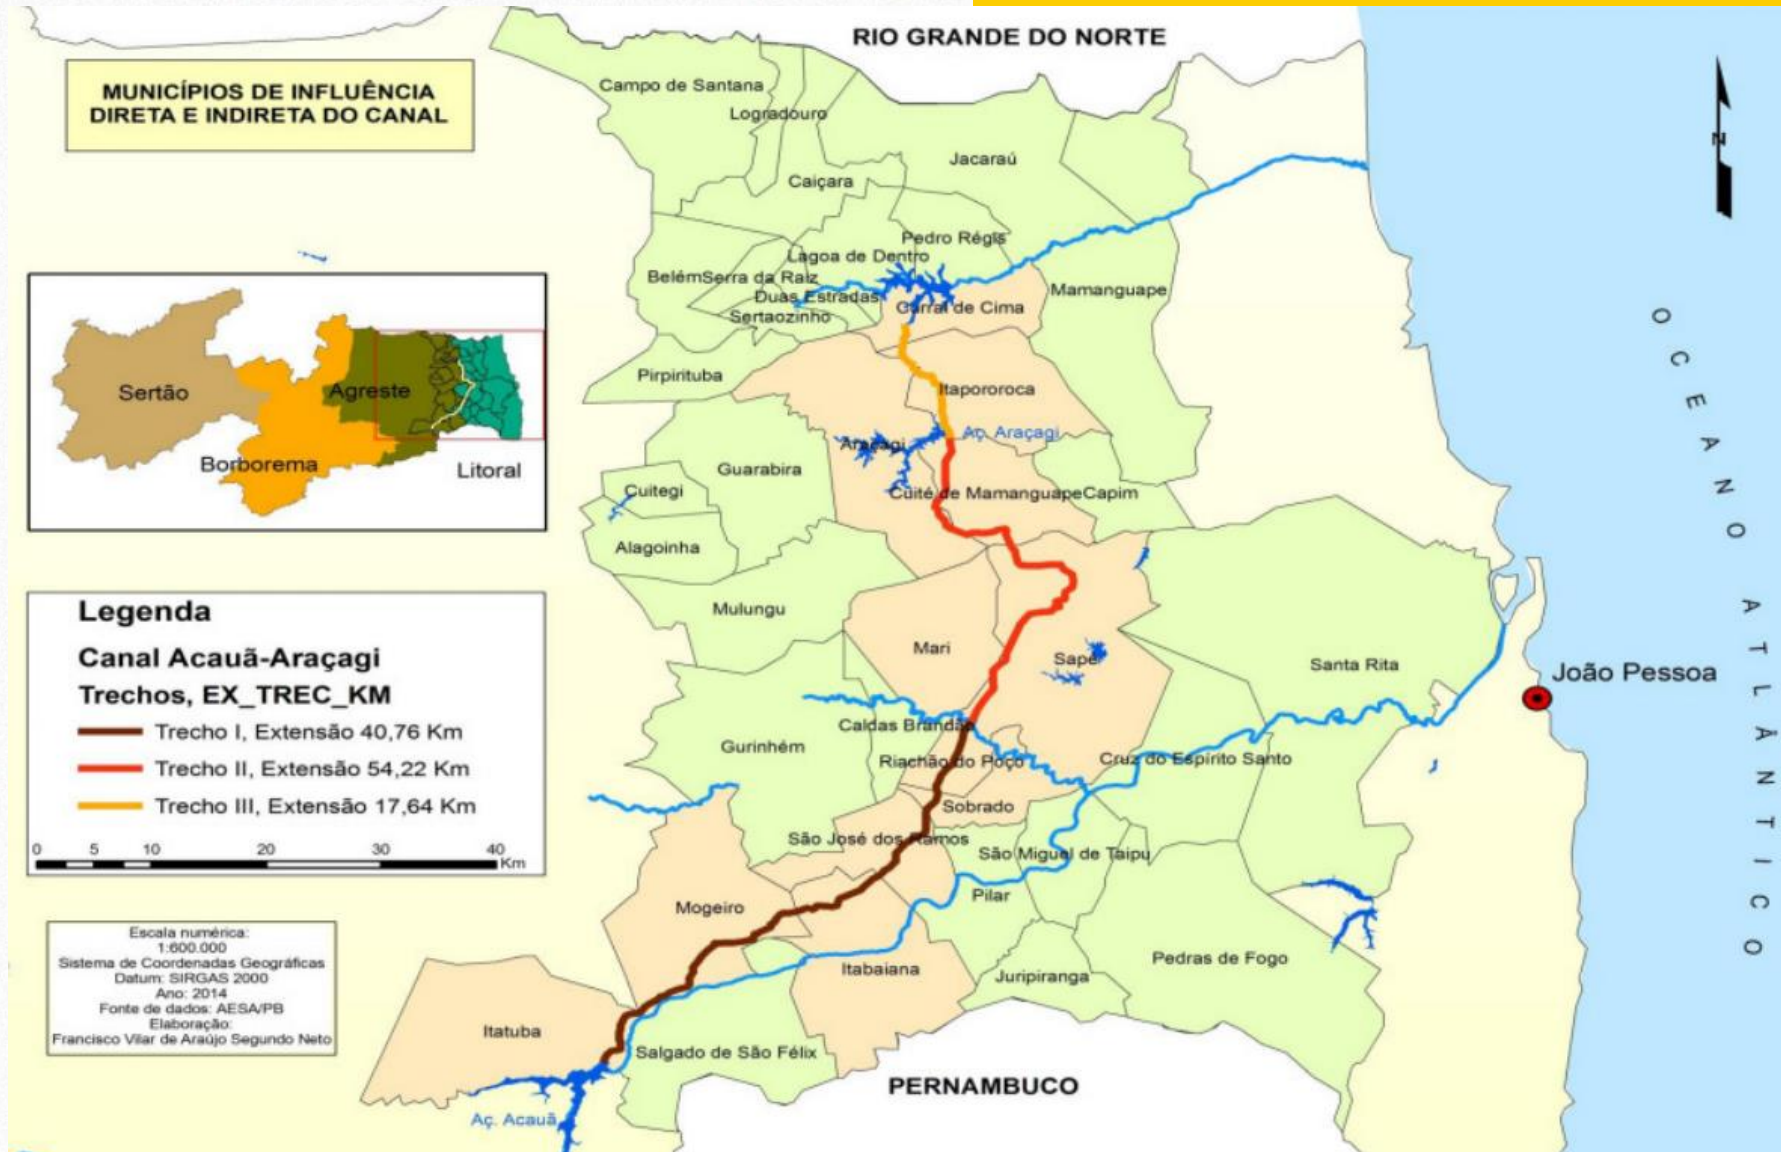 RIO GRANDE DO NORTE
MUNICÍPIOS DE INFLUÊNCIA
DIRETA E INDIRETA DO CANAL
Campo de Santana
Logradouro
Jacaraú
Caiçara
N
Pedro Régis
Lagoa de Dentro
Belém
Serra da Raiz
Duas Estradas
Sertaozinho
Curral de Cima
Mamanguape
Pirpirituba
Itapororoca
Araçagi
Aç. Araçagi
Guarabira
Cuitegi
Cuité de Mamanguape
Capim
Alagoinha
Mulungu
Mari
Sapé
Santa Rita
João Pessoa
Caldas Brandão
Gurinhém
Riachão do Poço
Cruz do Espírito Santo
Sobrado
São José dos Ramos
São Miguel de Taipu
Pilar
Mogeiro
Itabaiana
Juripiranga
Pedras de Fogo
Itatuba
Salgado de São Félix
PERNAMBUCO
Aç. Acauã
OCEANO ATLÂNTICO
Sertão
Agreste
Borborema
Litoral
Legenda
Canal Acauã-Araçagi
Trechos, EX_TREC_KM
Trecho I, Extensão 40,76 Km
Trecho II, Extensão 54,22 Km
Trecho III, Extensão 17,64 Km
0 5 10 20 30 40
Km
Escala numérica:
1:600.000
Sistema de Coordenadas Geográficas
Datum: SIRGAS 2000
Ano: 2014
Fonte de dados: AESA/PB
Elaboração:
Francisco Vilar de Araújo Segundo Neto